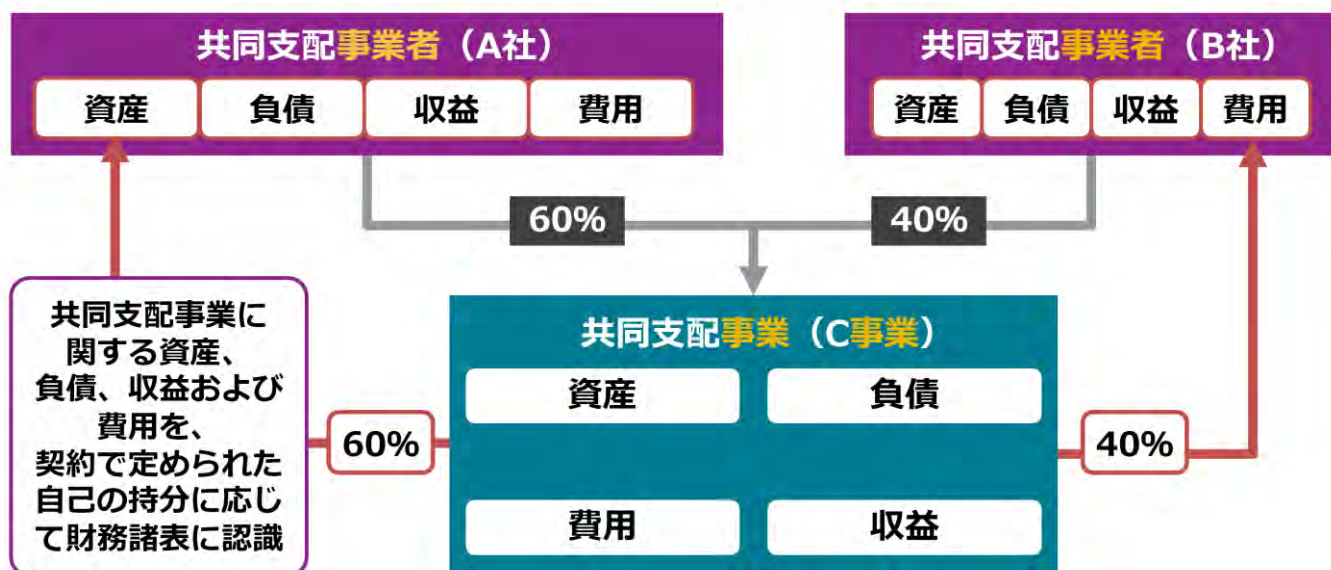 共同支配事業者（A社）
資産 負債 収益 費用
共同支配事業者（B社）
資産 負債 収益 費用
60%
40%
共同支配事業に
関する資産、
負債、収益および
費用を、
契約で定められた
自己の持分に応じ
て財務諸表に認識
60%
共同支配事業（C事業）
資産 負債
費用 収益
40%